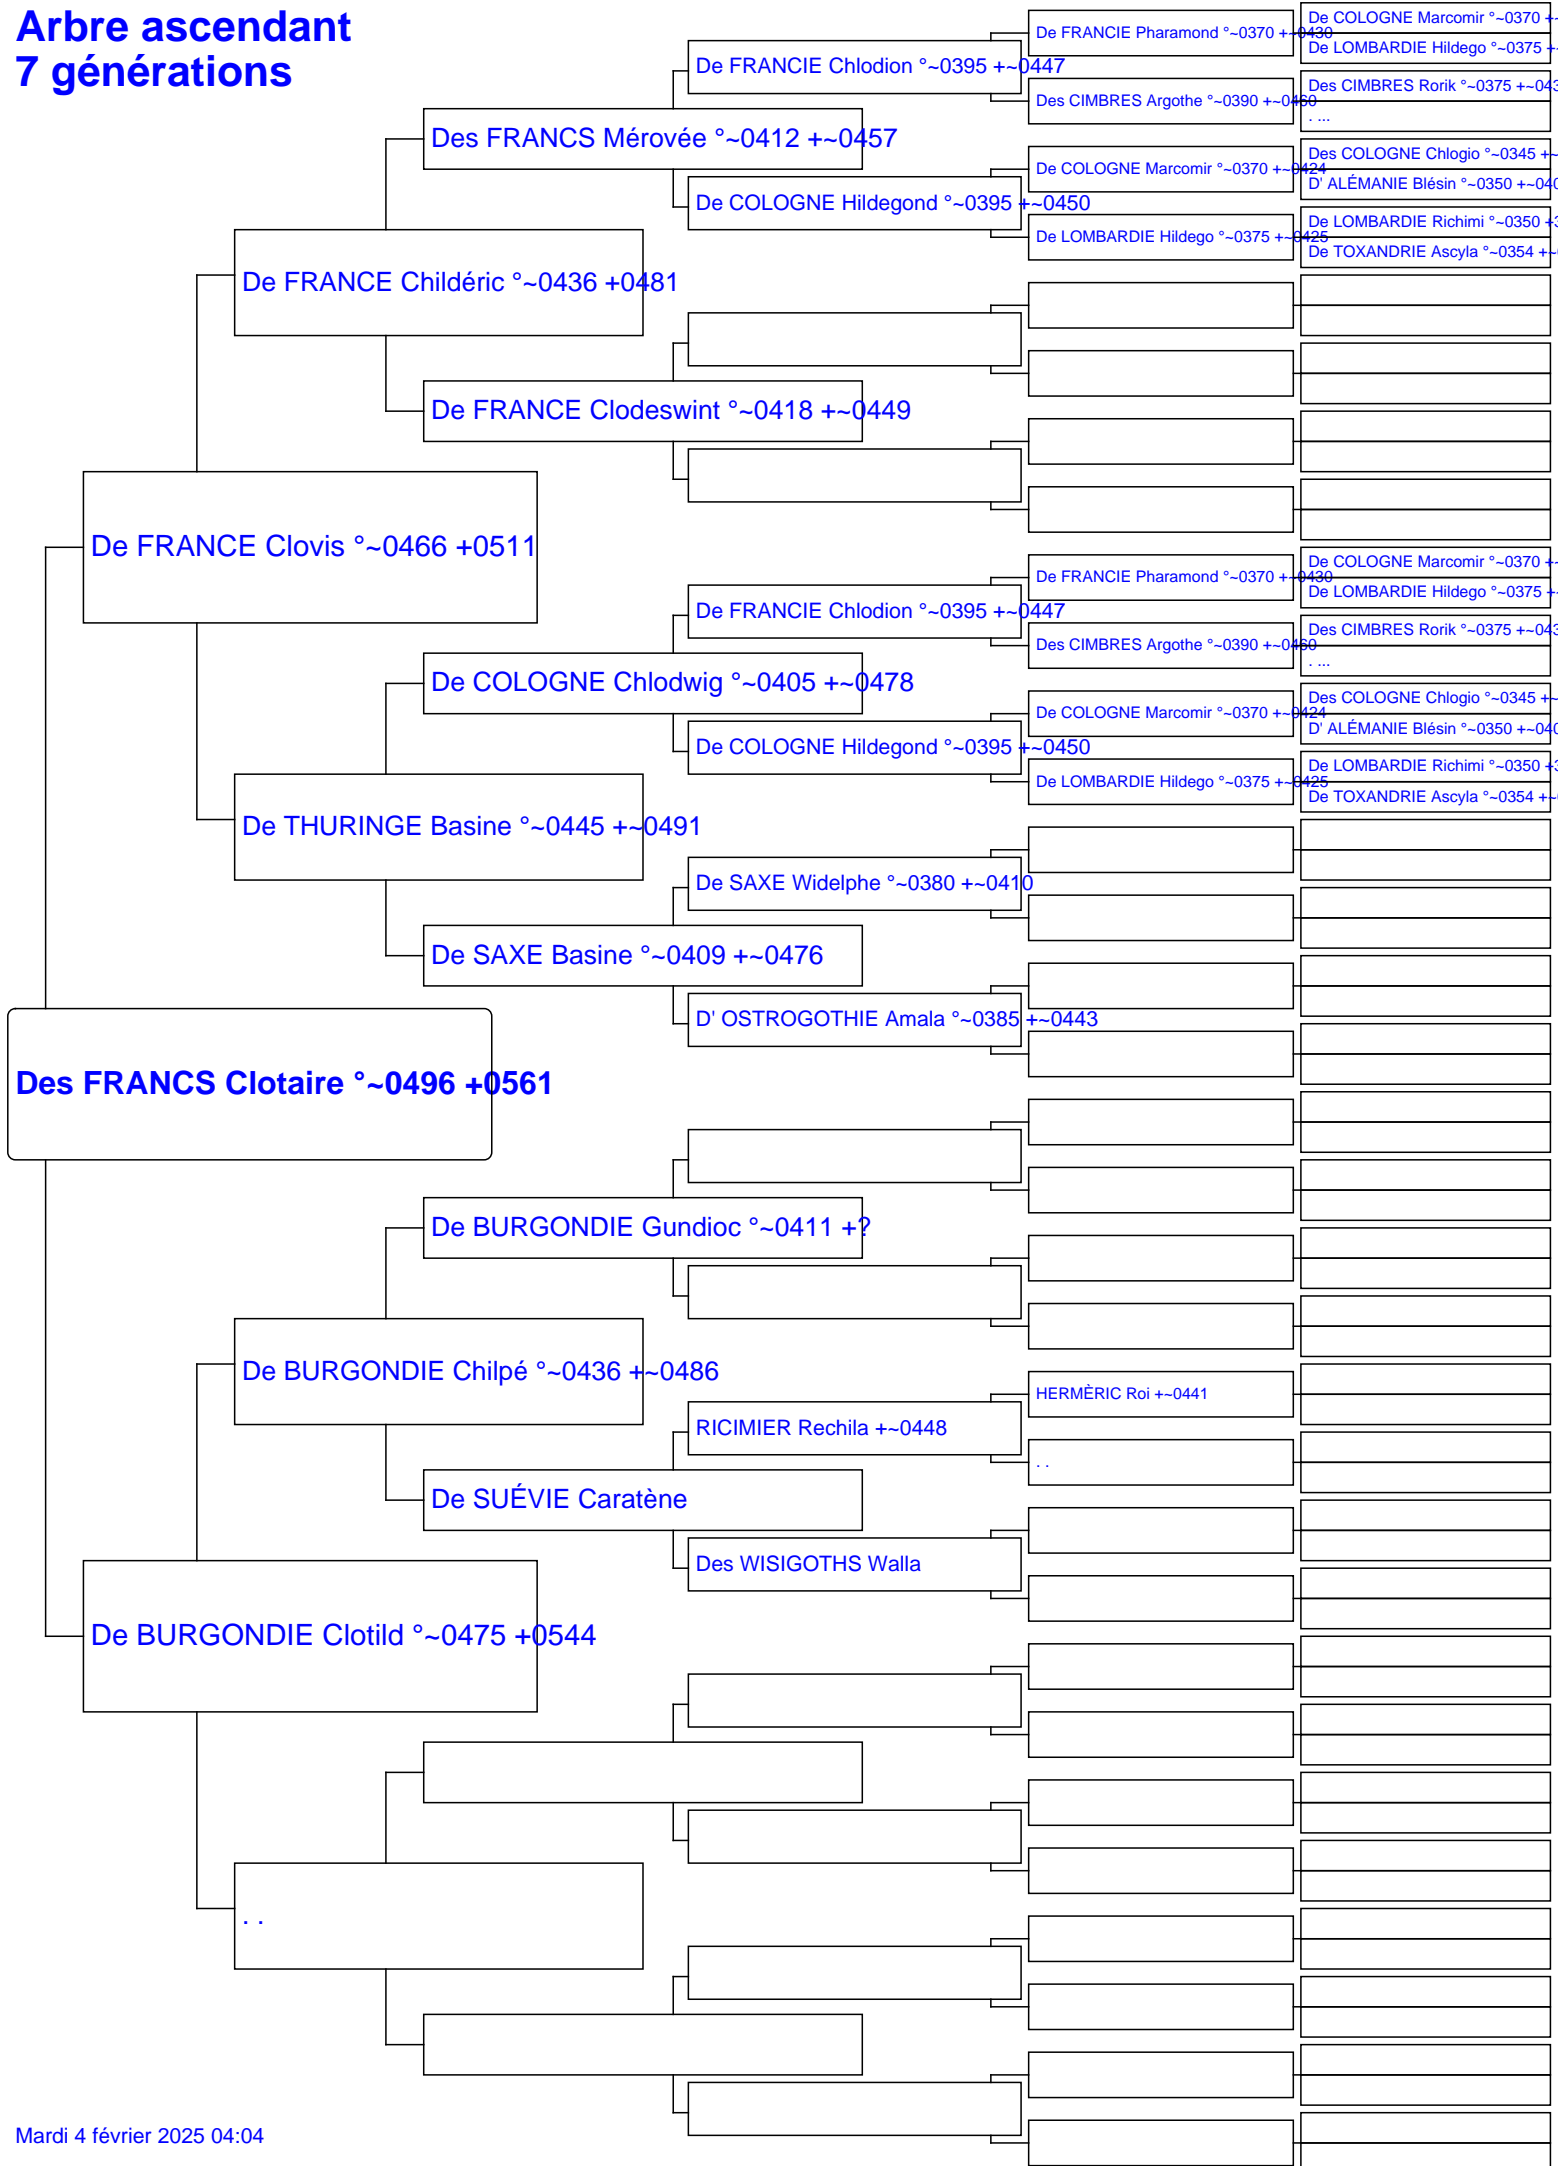 Arbre ascendant
7 générations
De FRANCIE Pharamond °~0370 +~0430
De COLOGNE Marcomir °~0370 +~
De LOMBARDIE Hildego °~0375 +~
De FRANCIE Chlodion °~0395 +~0447
Des CIMBRES Argothe °~0390 +~0460
Des CIMBRES Rorik °~0375 +~043
. ...
Des FRANCS Mérovée °~0412 +~0457
De COLOGNE Marcomir °~0370 +~0424
Des COLOGNE Chlogio °~0345 +~
D' ALÉMANIE Blésin °~0350 +~040
De COLOGNE Hildegond °~0395 +~0450
De LOMBARDIE Hildego °~0375 +~0425
De LOMBARDIE Richimi °~0350 +3
De TOXANDRIE Ascyla °~0354 +~
De FRANCE Childéric °~0436 +0481
De FRANCE Clodeswint °~0418 +~0449
De FRANCE Clovis °~0466 +0511
De FRANCIE Pharamond °~0370 +~0430
De COLOGNE Marcomir °~0370 +~
De LOMBARDIE Hildego °~0375 +~
De FRANCIE Chlodion °~0395 +~0447
Des CIMBRES Argothe °~0390 +~0460
Des CIMBRES Rorik °~0375 +~043
. ...
De COLOGNE Chlodwig °~0405 +~0478
De COLOGNE Marcomir °~0370 +~0424
Des COLOGNE Chlogio °~0345 +~
D' ALÉMANIE Blésin °~0350 +~040
De COLOGNE Hildegond °~0395 +~0450
De LOMBARDIE Hildego °~0375 +~0425
De LOMBARDIE Richimi °~0350 +3
De TOXANDRIE Ascyla °~0354 +~
De THURINGE Basine °~0445 +~0491
De SAXE Widelphe °~0380 +~0410
De SAXE Basine °~0409 +~0476
D' OSTROGOTHIE Amala °~0385 +~0443
Des FRANCS Clotaire °~0496 +0561
De BURGONDIE Gundioc °~0411 +?
De BURGONDIE Chilpé °~0436 +~0486
HERMÈRIC Roi +~0441
RICIMIER Rechila +~0448
. .
De SUÉVIE Caratène
Des WISIGOTHS Walla
De BURGONDIE Clotild °~0475 +0544
. .
Mardi 4 février 2025 04:04